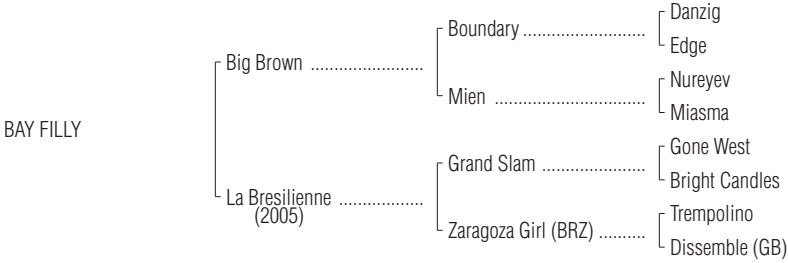 Danzig
Boundary ........................
Edge
Big Brown ......................
Nureyev
Mien ..............................
Miasma
BAY FILLY
Gone West
Grand Slam .....................
Bright Candles
La Bresilienne .................
(2005)
Trempolino
Zaragoza Girl (BRZ) .........
Dissemble (GB)